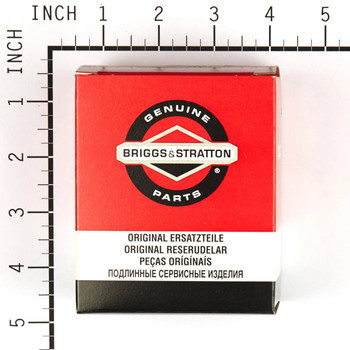 INCH 1 2 3 4 5
INCH
1
2
3
4
5
GENUINE
BRIGGS&STRATTON
®
PARTS
ORIGINAL ERSATZTEILE
ORIGINAL RESERUDELAR
PEÇAS ORIGINAIS
ПОДЛИННЫЕ СЕРВИСНЫЕ ИЗДЕЛИЯ